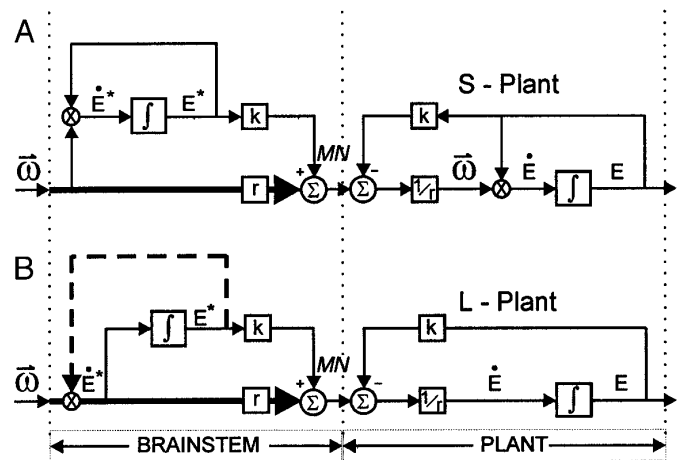 A
S - Plant
Ė* ∫ E* k
k
MN
ω⃗ r + Σ Σ - 1/r ω⃗ Ė ∫ E
B
L - Plant
∫ E* k
k
MN
ω⃗ Ė* r + Σ Σ - 1/r Ė ∫ E
BRAINSTEM PLANT